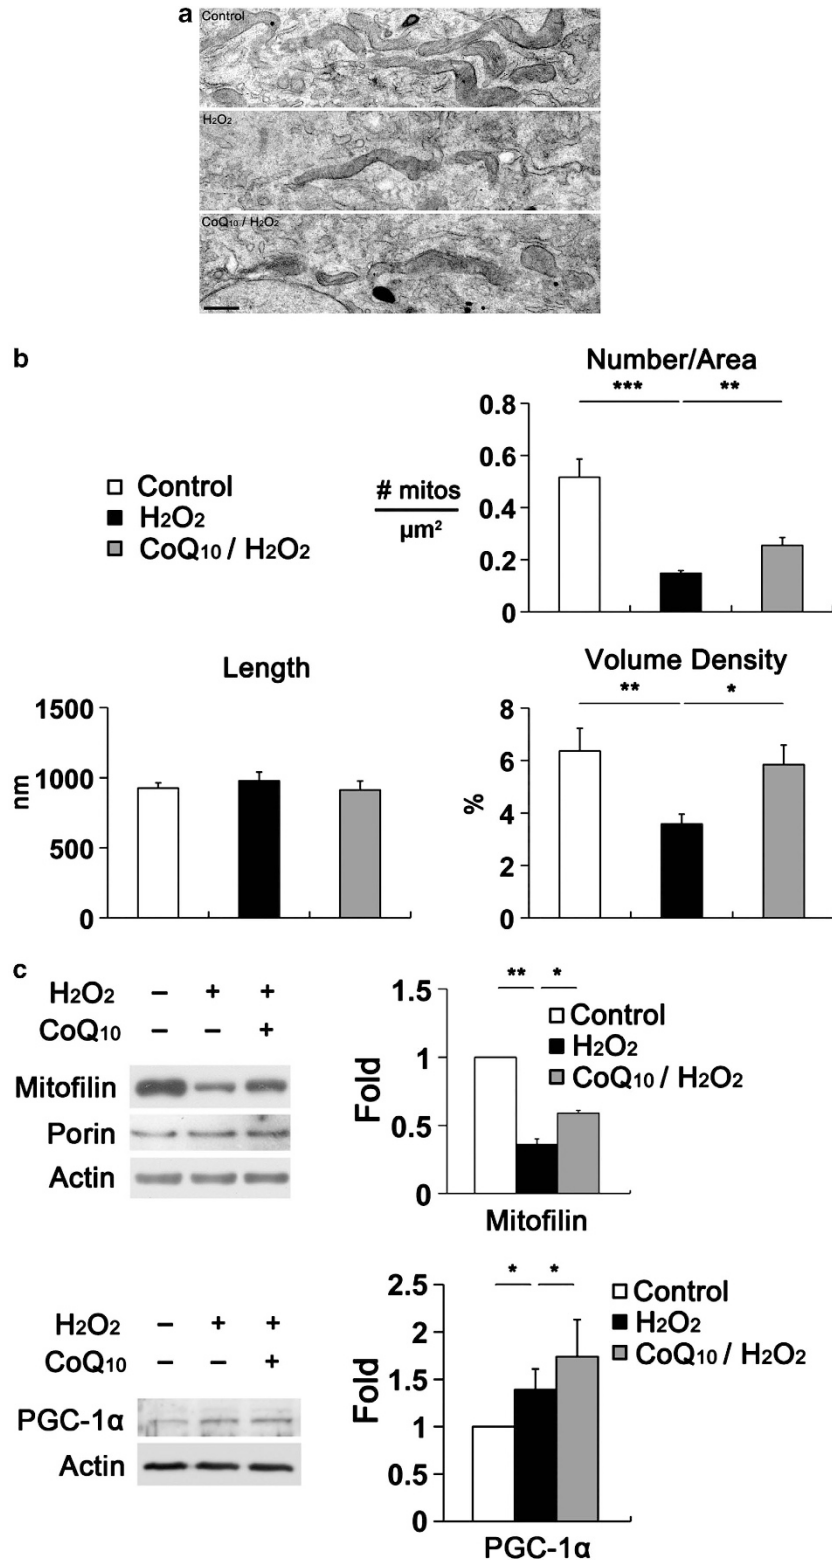 a
Control
H2O2
CoQ10 / H2O2
b
Number/Area
*** **
0.8
0.6
0.4
0.2
0
# mitos
µm²
Control
H2O2
CoQ10 / H2O2
Length
1500
1000
500
0
nm
Volume Density
** *
8
6
4
2
0
%
c
H2O2 – + +
CoQ10 – – +
Mitofilin
Porin
Actin
** *
1.5
1
0.5
0
Fold
Control
H2O2
CoQ10 / H2O2
Mitofilin
H2O2 – + +
CoQ10 – – +
PGC-1α
Actin
* *
2.5
2
1.5
1
0.5
0
Fold
Control
H2O2
CoQ10 / H2O2
PGC-1α